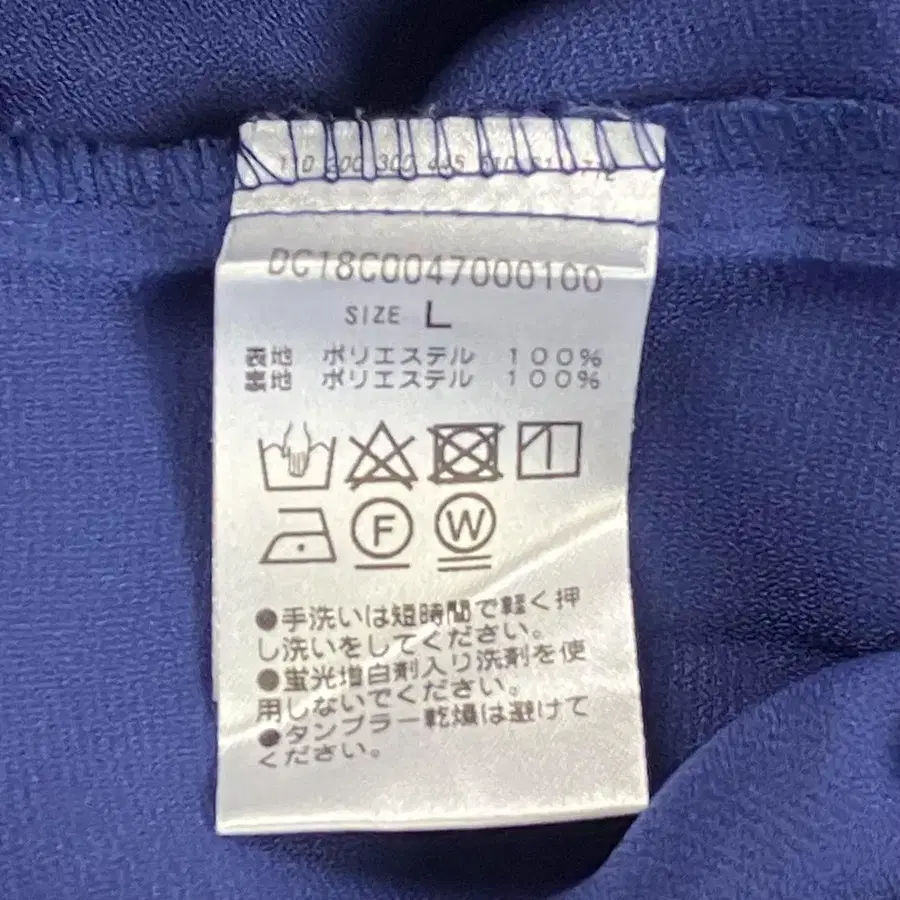 DC18C0047000100
SIZE L
表地 ポリエステル 100%
裏地 ポリエステル 100%
F W
●手洗いは短時間で軽く押
し洗いをしてください。
●蛍光増白剤入り洗剤を使
用しないでください。
●タンブラー乾燥は避けて
ください。